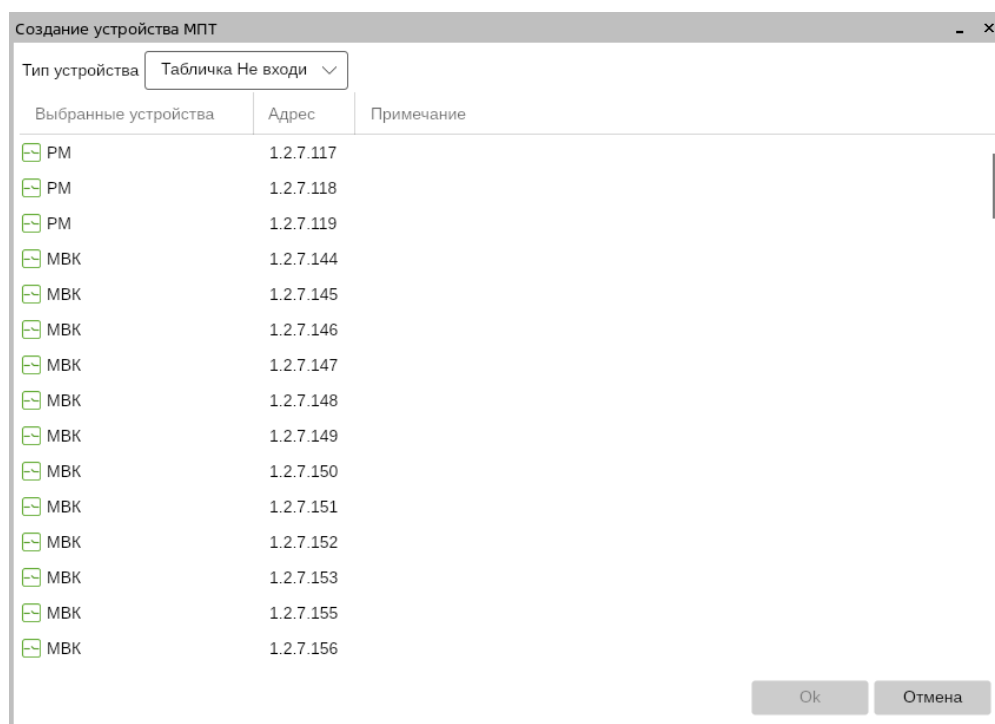 Создание устройства МПТ
Тип устройства Табличка Не входи
Выбранные устройства Адрес Примечание
РМ 1.2.7.117
РМ 1.2.7.118
РМ 1.2.7.119
МВК 1.2.7.144
МВК 1.2.7.145
МВК 1.2.7.146
МВК 1.2.7.147
МВК 1.2.7.148
МВК 1.2.7.149
МВК 1.2.7.150
МВК 1.2.7.151
МВК 1.2.7.152
МВК 1.2.7.153
МВК 1.2.7.155
МВК 1.2.7.156
Ok Отмена